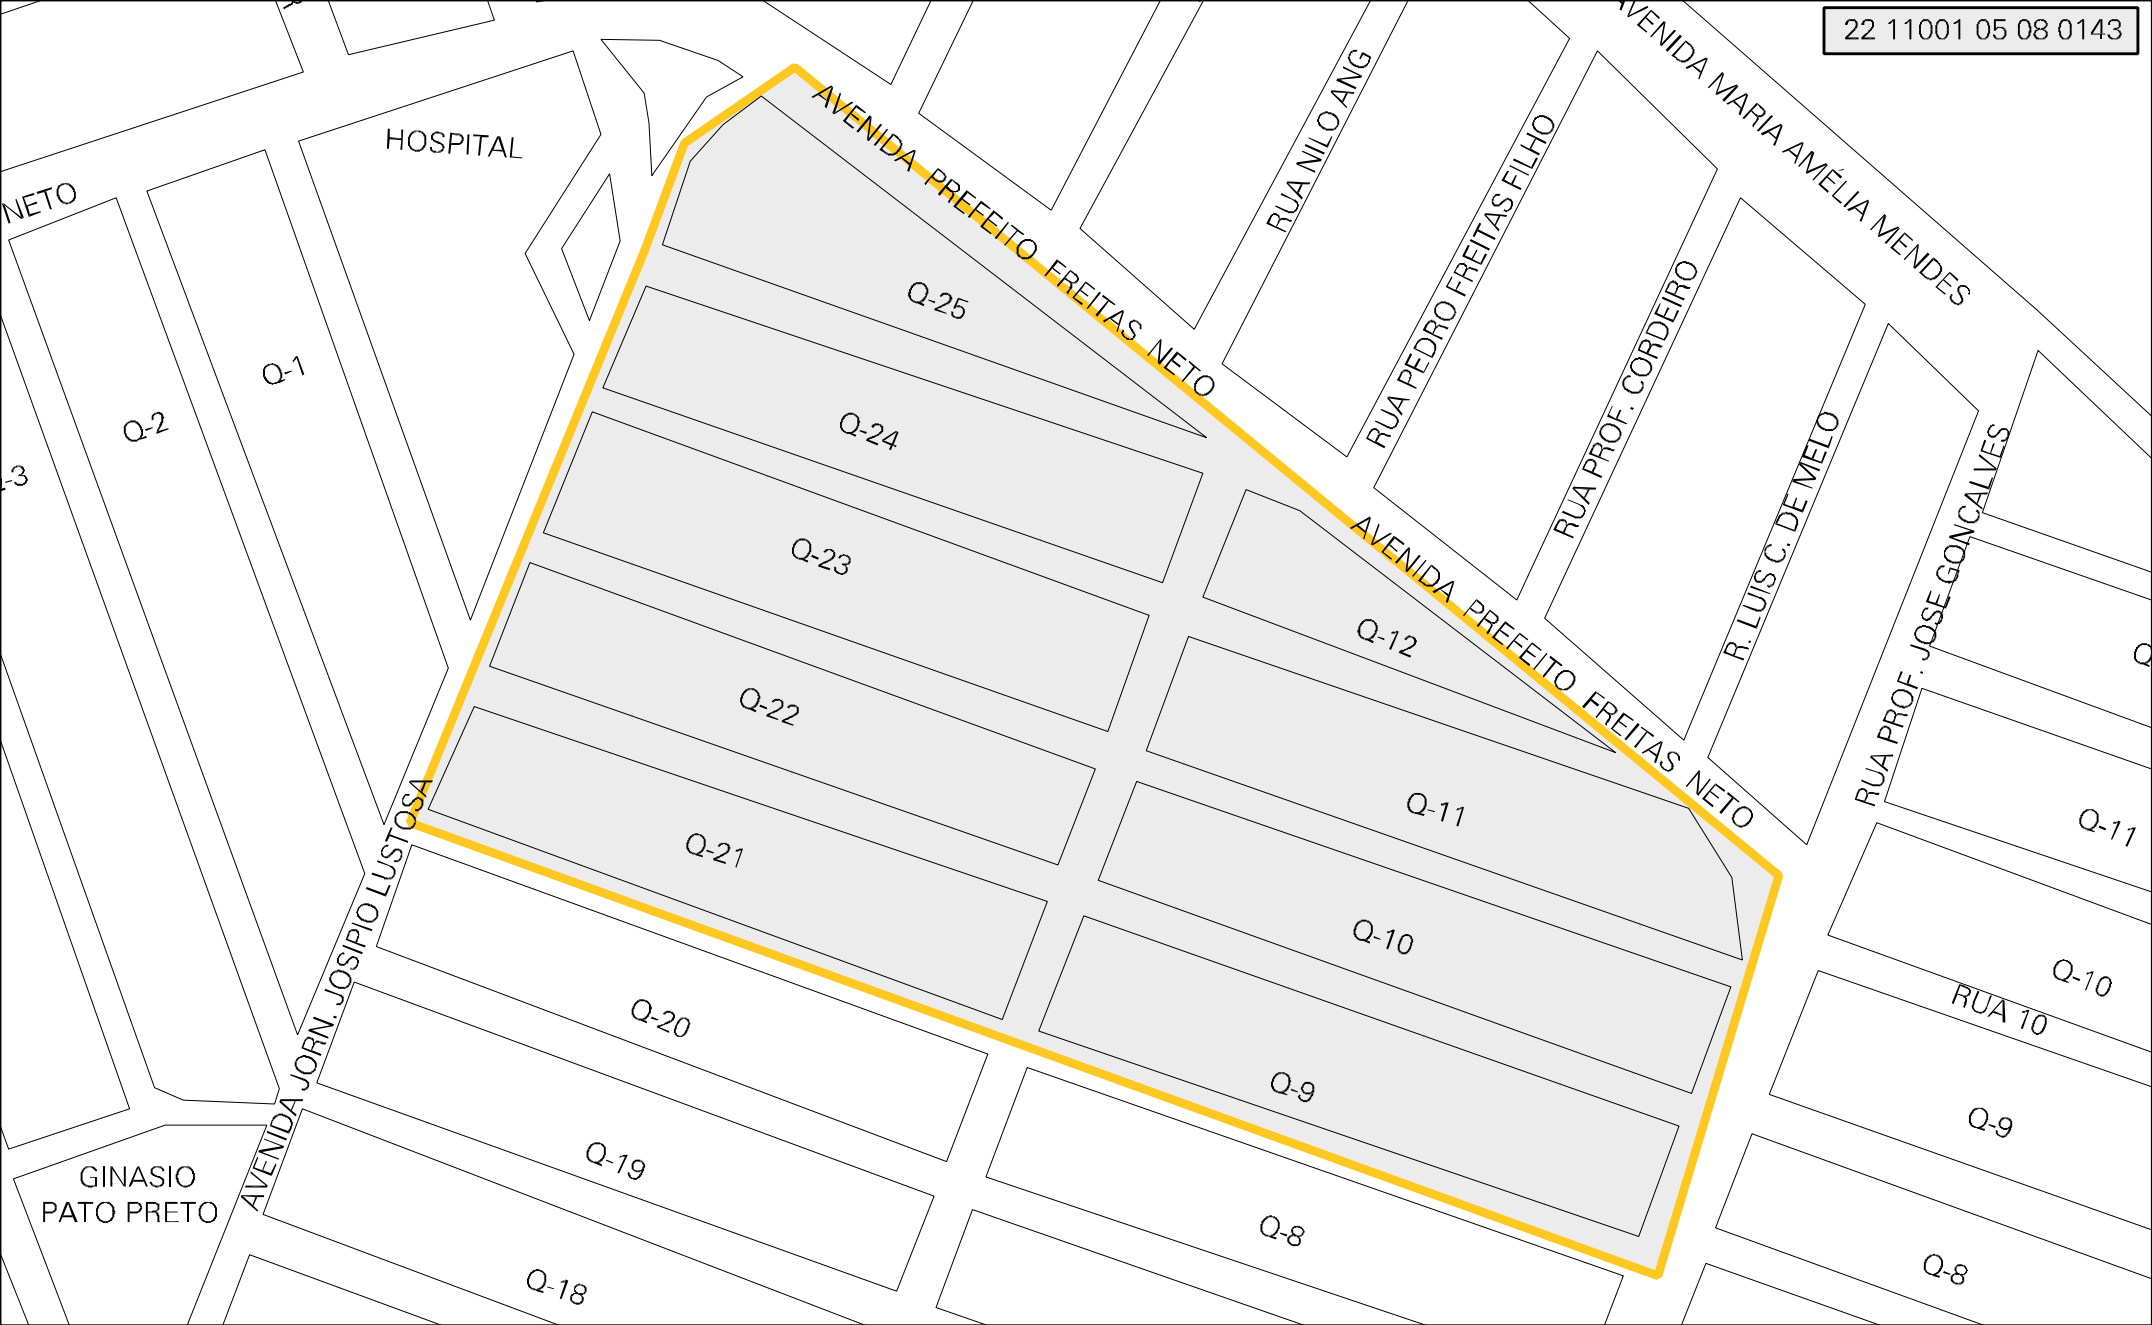 22 11001 05 08 0143
AVENIDA MARIA AMÉLIA MENDES
HOSPITAL
NETO
AVENIDA PREFEITO FREITAS NETO
RUA NILO ANG
RUA PEDRO FREITAS FILHO
RUA PROF. CORDEIRO
R. LUIS C. DE MELO
RUA PROF. JOSE GONCALVES
Q-25
Q-1
Q-2
-3
Q-24
Q-23
Q-22
Q-21
AVENIDA PREFEITO FREITAS NETO
Q-12
Q-11
Q-10
Q-9
Q
Q-11
Q-10
RUA 10
Q-9
Q-8
AVENIDA JORN. JOSIPIO LUSTOSA
Q-20
Q-19
Q-18
Q-8
GINASIO
PATO PRETO